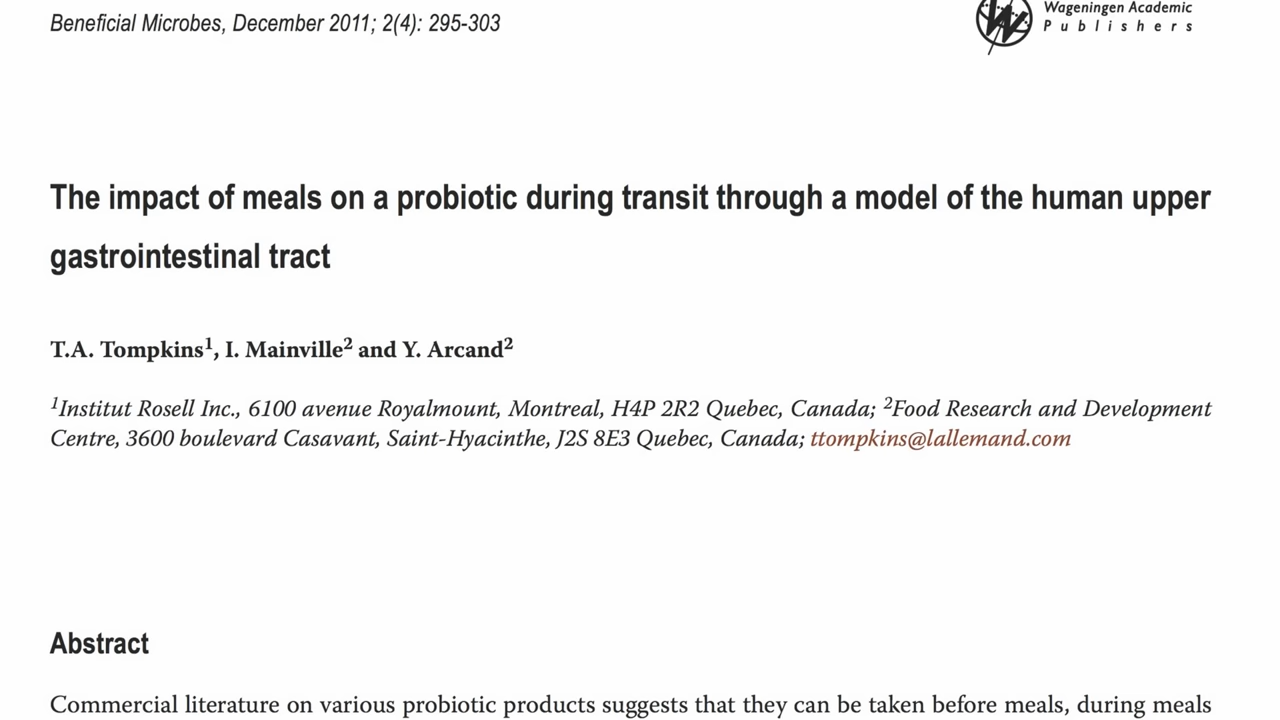 Beneficial Microbes, December 2011; 2(4): 295-303
Wageningen Academic
Publishers
The impact of meals on a probiotic during transit through a model of the human upper
gastrointestinal tract
T.A. Tompkins¹, I. Mainville² and Y. Arcand²
¹Institut Rosell Inc., 6100 avenue Royalmount, Montreal, H4P 2R2 Quebec, Canada; ²Food Research and Development
Centre, 3600 boulevard Casavant, Saint-Hyacinthe, J2S 8E3 Quebec, Canada; ttompkins@lallemand.com
Abstract
Commercial literature on various probiotic products suggests that they can be taken before meals, during meals